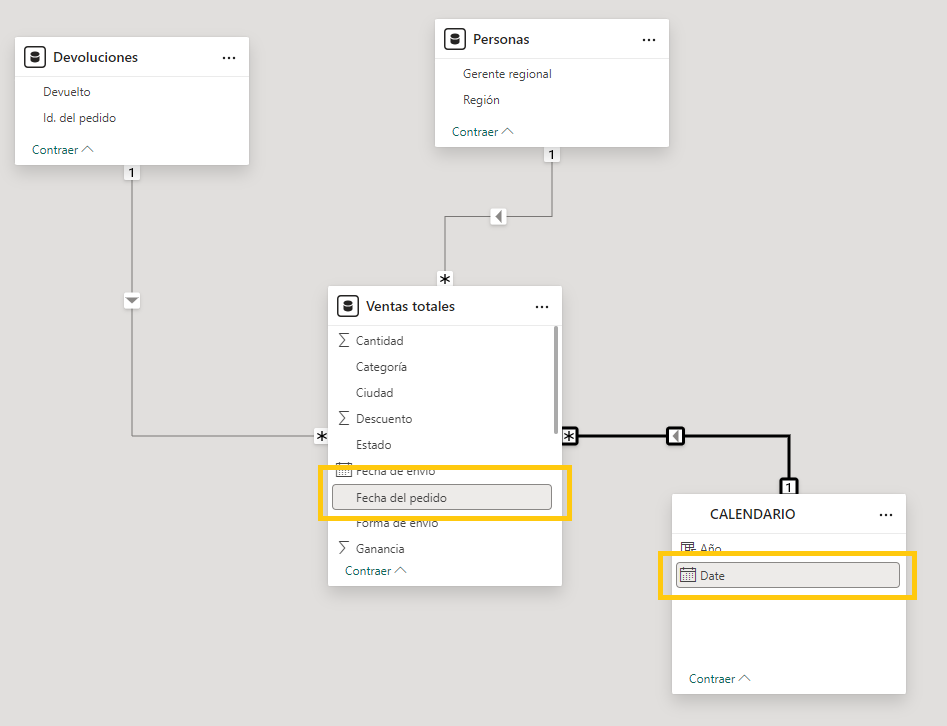 Devoluciones
...
Devuelto
Id. del pedido
Contraer
1
Personas
...
Gerente regional
Región
Contraer
1
*
Ventas totales
...
Σ Cantidad
Categoría
Ciudad
Σ Descuento
Estado
Fecha de envío
Fecha del pedido
Forma de envío
Σ Ganancia
Contraer
*
*
1
CALENDARIO
...
Año
Date
Contraer